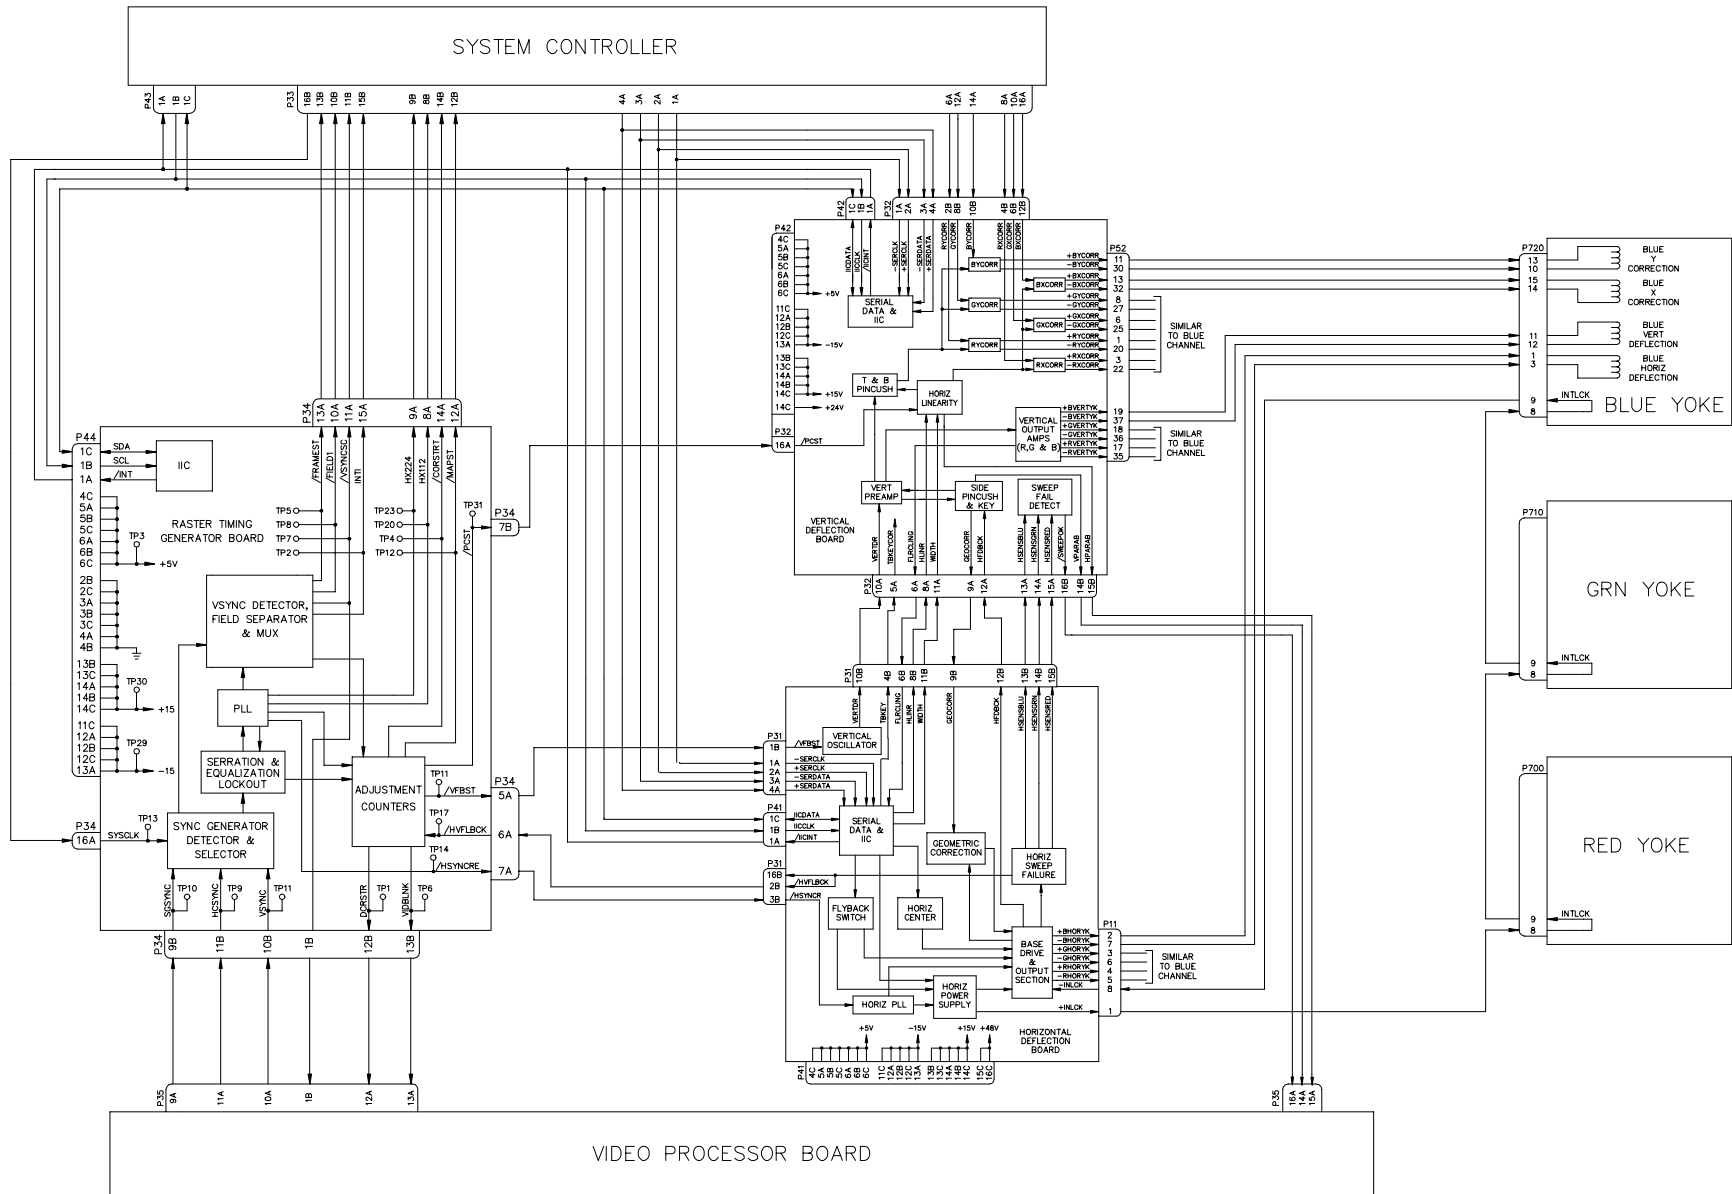 SYSTEM CONTROLLER
P43
1A
1B
1C
P33
16B
13B
10B
11B
15B
9B
8B
14B
12B
4A
3A
2A
1A
6A
12A
14A
8A
10A
16A
P42
1C
1B
1A
P32
1A
2A
3A
4A
2B
8B
10B
4B
6B
12B
IICDATA
IICCLK
/IICINT
-SERCLK
+SERCLK
-SERDATA
+SERDATA
RYCORR
GYCORR
BYCORR
RXCORR
GXCORR
BXCORR
P42
4C
5A
5B
5C
6A
6B
6C
+5V
11C
12A
12B
12C
13A
-15V
13B
13C
14A
14B
14C
+15V
14C
+24V
P32
16A
/PCST
SERIAL
DATA &
IIC
BYCORR
BXCORR
GYCORR
GXCORR
RYCORR
RXCORR
T & B
PINCUSH
HORIZ
LINEARITY
VERTICAL
OUTPUT
AMPS
(R,G & B)
VERT
PREAMP
SIDE
PINCUSH
& KEY
SWEEP
FAIL
DETECT
VERTICAL
DEFLECTION
BOARD
P52
+BYCORR
11
-BYCORR
30
+BXCORR
13
-BXCORR
32
+GYCORR
8
-GYCORR
27
+GXCORR
6
-GXCORR
25
+RYCORR
1
-RYCORR
20
+RXCORR
3
-RXCORR
22
SIMILAR
TO BLUE
CHANNEL
+BVERTYK
19
-BVERTYK
37
+GVERTYK
18
-GVERTYK
36
+RVERTYK
17
-RVERTYK
35
SIMILAR
TO BLUE
CHANNEL
VERTDR
TBKEYCOR
FLRCLING
HLINR
WIDTH
GEOCORR
HFDBCK
HSENSBLU
HSENSGRN
HSENSRED
/SWEEPOK
VPARAB
HPARAB
P32
10A
5A
6A
8A
11A
9A
12A
13A
14A
15A
16B
14B
15B
P720
13
10
15
14
11
12
1
3
9
8
BLUE
Y
CORRECTION
BLUE
X
CORRECTION
BLUE
VERT
DEFLECTION
BLUE
HORIZ
DEFLECTION
INTLCK
BLUE YOKE
P710
GRN YOKE
9
INTLCK
8
P700
RED YOKE
9
INTLCK
8
P34
13A
10A
11A
15A
9A
8A
14A
12A
/FRAMEST
/FIELD1
/VSYNCSC
INTI
HX224
HX112
/CORSTRT
/MAPST
P44
1C
SDA
1B
SCL
1A
/INT
IIC
4C
5A
5B
5C
6A
6B
6C
TP3
+5V
2B
2C
3A
3B
3C
4A
4B
13B
13C
14A
14B
14C
TP30
+15
11C
12A
12B
12C
13A
TP29
-15
P34
16A
SYSCLK
TP13
RASTER TIMING
GENERATOR BOARD
TP5
TP8
TP7
TP2
TP23
TP20
TP4
TP12
TP31
/PCST
P34
7B
VSYNC DETECTOR,
FIELD SEPARATOR
& MUX
PLL
SERRATION &
EQUALIZATION
LOCKOUT
SYNC GENERATOR
DETECTOR &
SELECTOR
ADJUSTMENT
COUNTERS
TP11
/VFBST
TP17
/HVFLBCK
TP14
/HSYNCRE
P34
5A
6A
7A
SGSYNC
TP10
HCSYNC
TP9
VSYNC
TP11
DCRSTR
TP1
VIDBLNK
TP6
P34
9B
11B
10B
1B
12B
13B
P31
10B
4B
6B
8B
11B
9B
12B
13B
14B
15B
VERTDR
TBKEY
FLRCLING
HLINR
WIDTH
GEOCORR
HFDBCK
HSENSBLU
HSENSGRN
HSENSRED
P31
1B
/VFBST
1A
-SERCLK
2A
+SERCLK
3A
-SERDATA
4A
+SERDATA
P41
1C
IICDATA
1B
IICCLK
1A
/IICINT
P31
16B
2B
/HVFLBCK
3B
/HSYNCR
VERTICAL
OSCILLATOR
SERIAL
DATA &
IIC
GEOMETRIC
CORRECTION
HORIZ
SWEEP
FAILURE
FLYBACK
SWITCH
HORIZ
CENTER
BASE
DRIVE
&
OUTPUT
SECTION
HORIZ PLL
HORIZ
POWER
SUPPLY
P11
+BHORYK
2
-BHORYK
7
+GHORYK
3
-GHORYK
6
+RHORYK
4
-RHORYK
5
-INLCK
8
+INLCK
1
SIMILAR
TO BLUE
CHANNEL
HORIZONTAL
DEFLECTION
BOARD
+5V
-15V
+15V
+48V
P41
4C
5A
5B
5C
6A
6B
6C
11C
12A
12B
12C
13A
13B
13C
14A
14B
14C
15C
16C
P35
9A
11A
10A
1B
12A
13A
P35
16A
14A
15A
VIDEO PROCESSOR BOARD